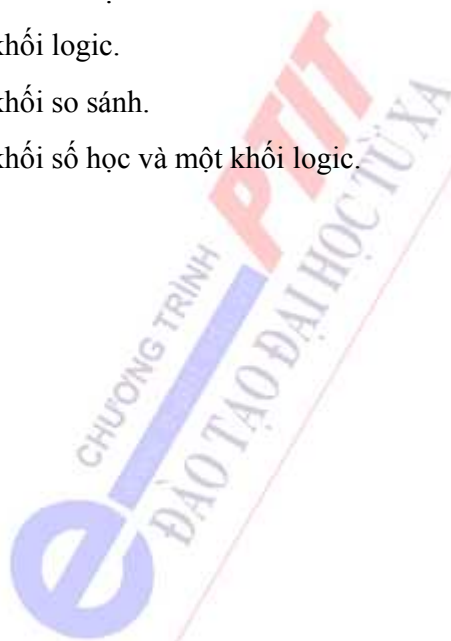 khối logic.
khối so sánh.
khối số học và một khối logic.
CHƯƠNG TRÌNH PTIT
e ĐÀO TẠO ĐẠI HỌC TỪ XA